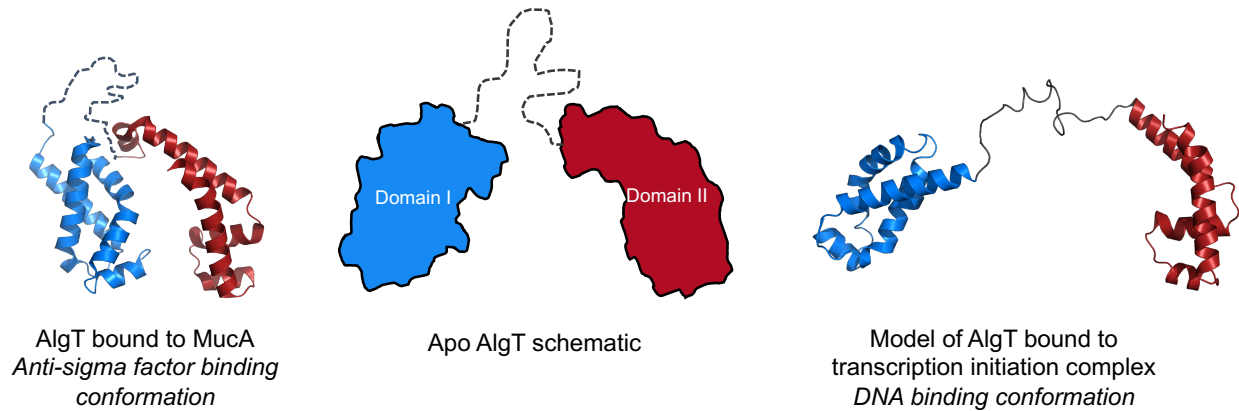 Domain I
Domain II
AlgT bound to MucA
Anti-sigma factor binding
conformation
Apo AlgT schematic
Model of AlgT bound to
transcription initiation complex
DNA binding conformation